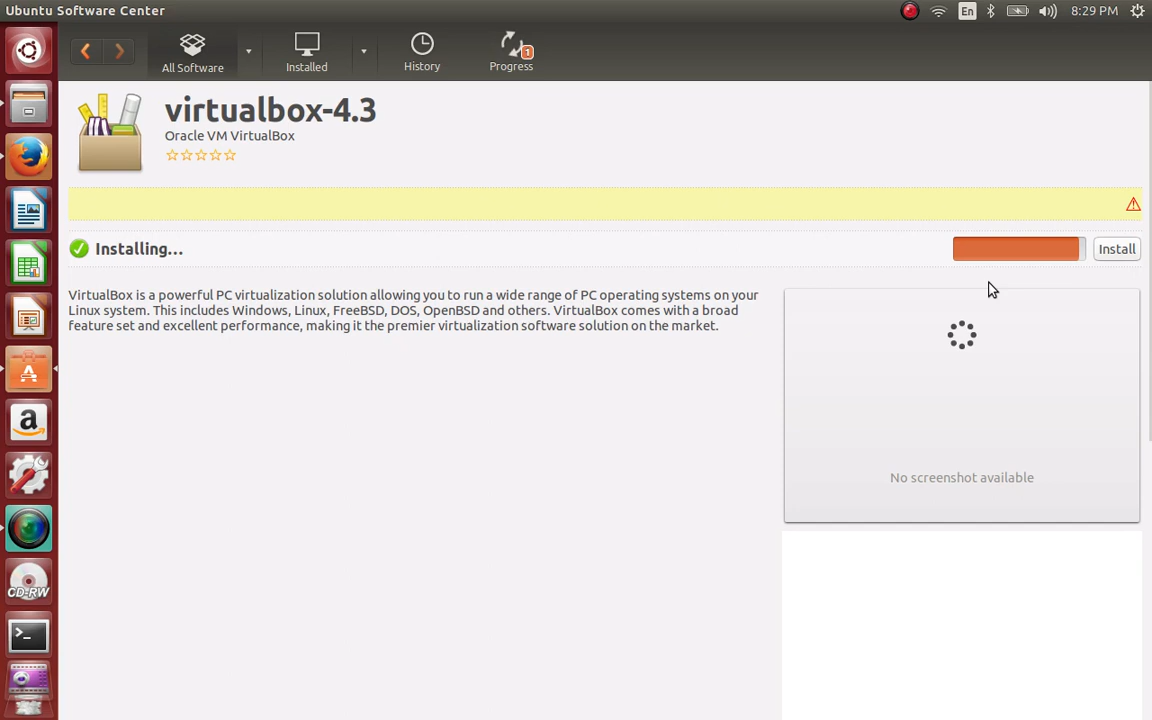 Ubuntu Software Center
En
8:29 PM
All Software
Installed
History
Progress
1
virtualbox-4.3
Oracle VM VirtualBox
Installing...
Install
VirtualBox is a powerful PC virtualization solution allowing you to run a wide range of PC operating systems on your
Linux system. This includes Windows, Linux, FreeBSD, DOS, OpenBSD and others. VirtualBox comes with a broad
feature set and excellent performance, making it the premier virtualization software solution on the market.
No screenshot available
a
CD-RW
>_